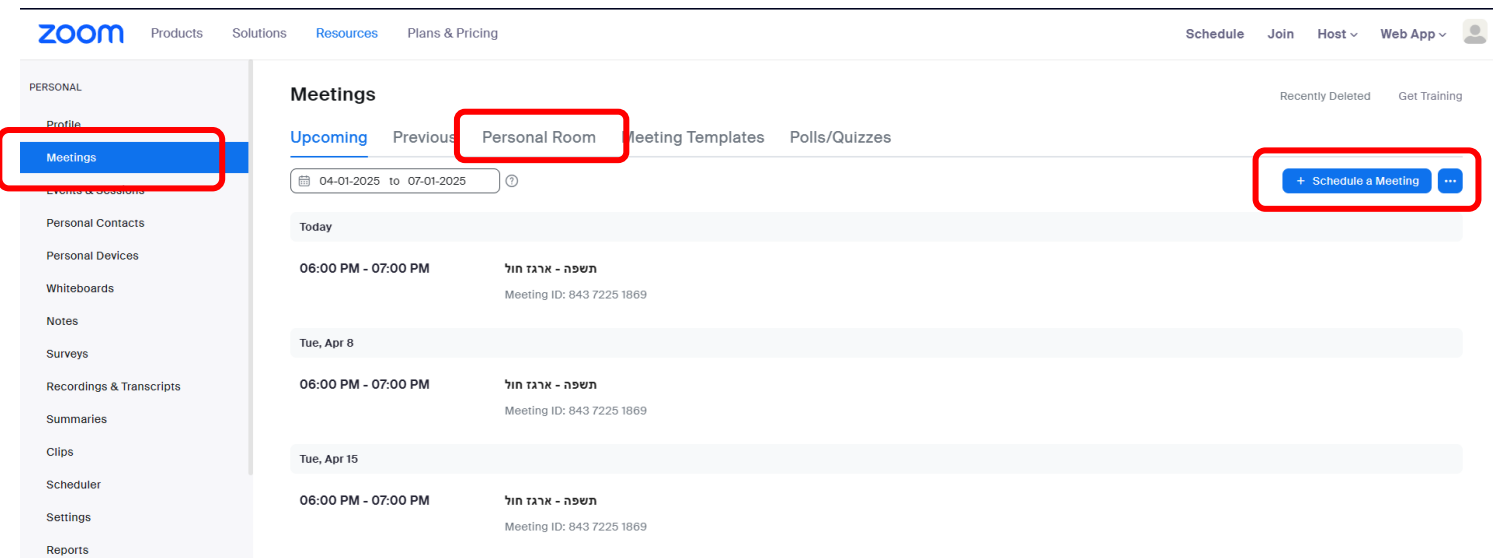 zoom Products Solutions Resources Plans & Pricing Schedule Join Host Web App
PERSONAL
Profile
Meetings
Events & Sessions
Personal Contacts
Personal Devices
Whiteboards
Notes
Surveys
Recordings & Transcripts
Summaries
Clips
Scheduler
Settings
Reports
Meetings
Recently Deleted Get Training
Upcoming Previous Personal Room Meeting Templates Polls/Quizzes
04-01-2025 to 07-01-2025 ?
+ Schedule a Meeting ...
Today
06:00 PM - 07:00 PM תשפה - ארגז חול
Meeting ID: 843 7225 1869
Tue, Apr 8
06:00 PM - 07:00 PM תשפה - ארגז חול
Meeting ID: 843 7225 1869
Tue, Apr 15
06:00 PM - 07:00 PM תשפה - ארגז חול
Meeting ID: 843 7225 1869